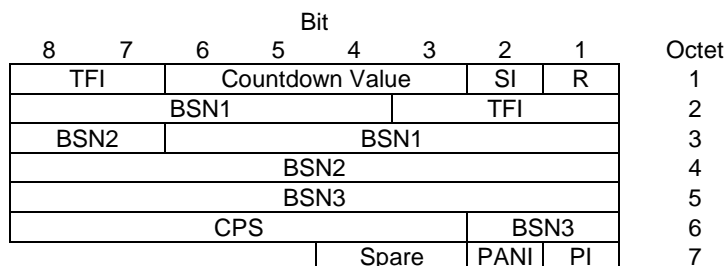 Bit
8 7 6 5 4 3 2 1 Octet
TFI Countdown Value SI R 1
BSN1 TFI 2
BSN2 BSN1 3
BSN2 4
BSN3 5
CPS BSN3 6
Spare PANI PI 7